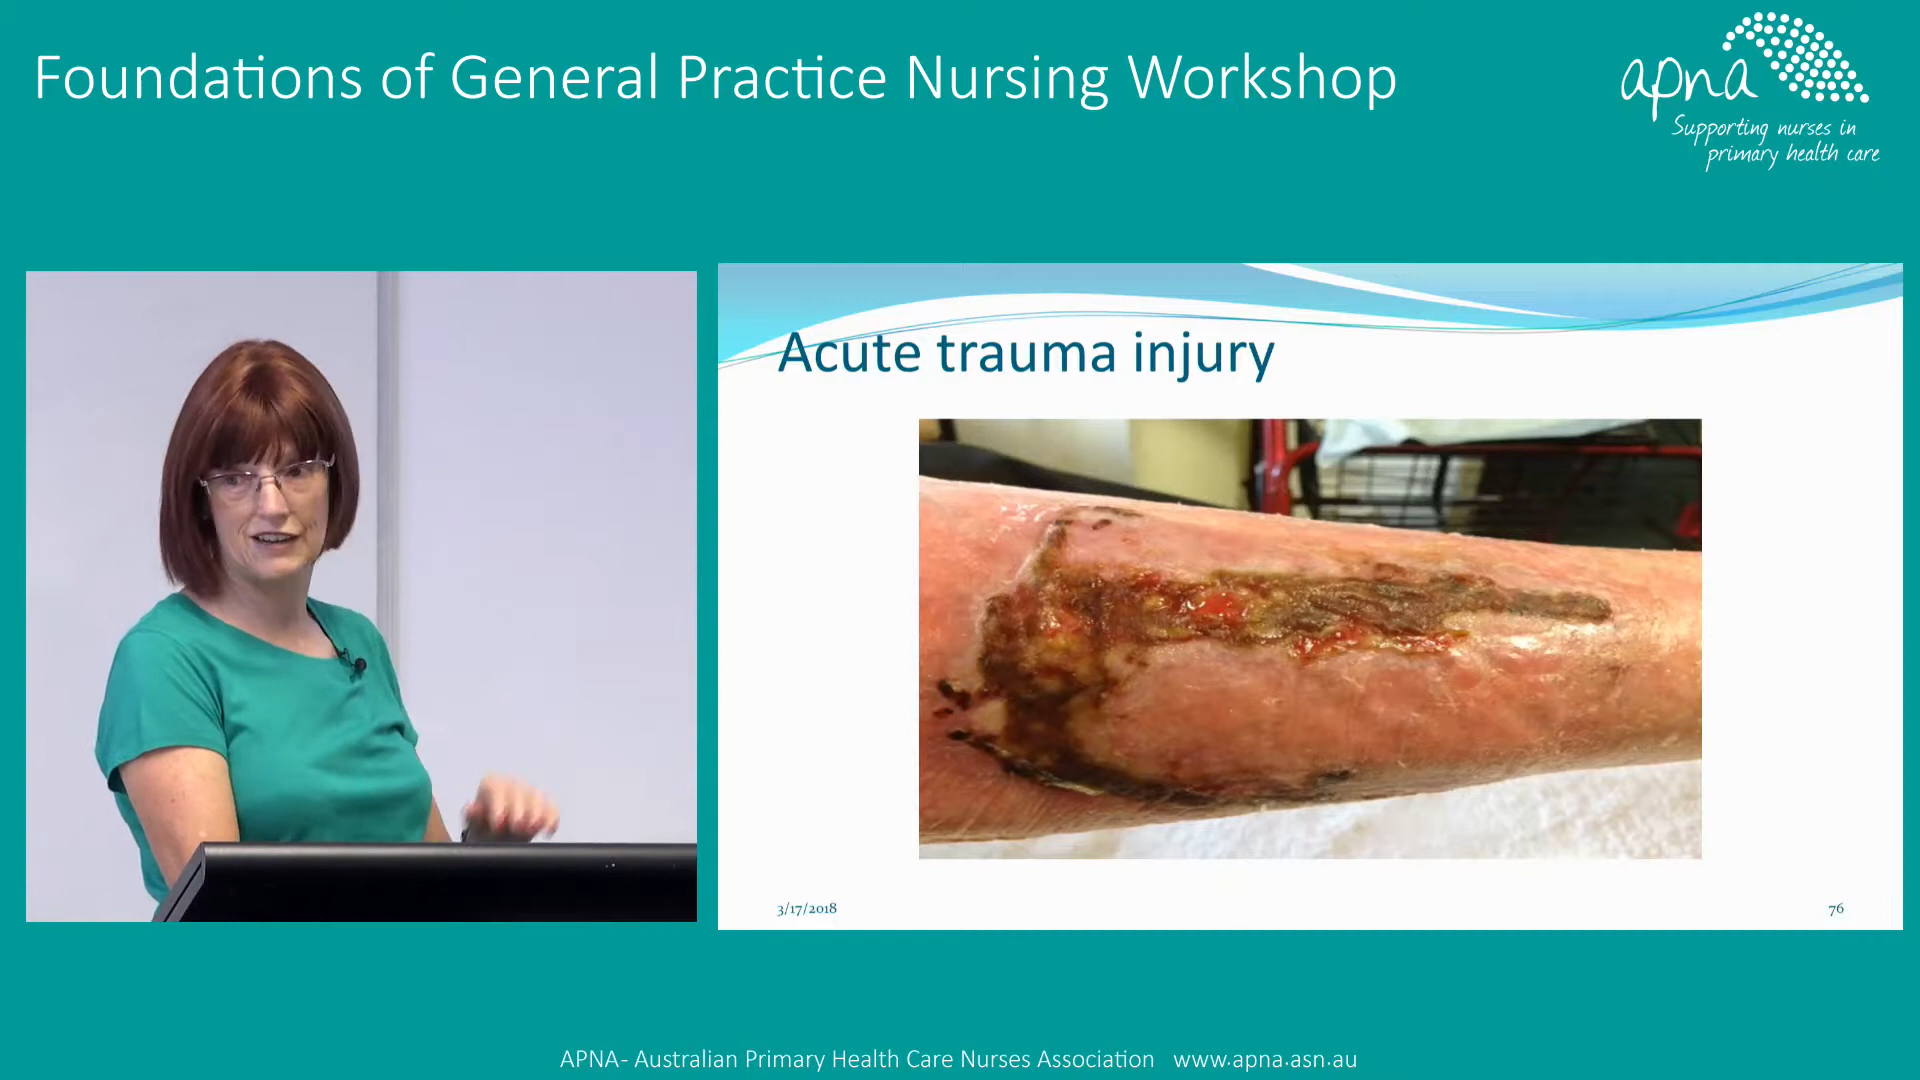 Foundations of General Practice Nursing Workshop
apna
Supporting nurses in
primary health care
Acute trauma injury
3/17/2018
76
APNA- Australian Primary Health Care Nurses Association www.apna.asn.au